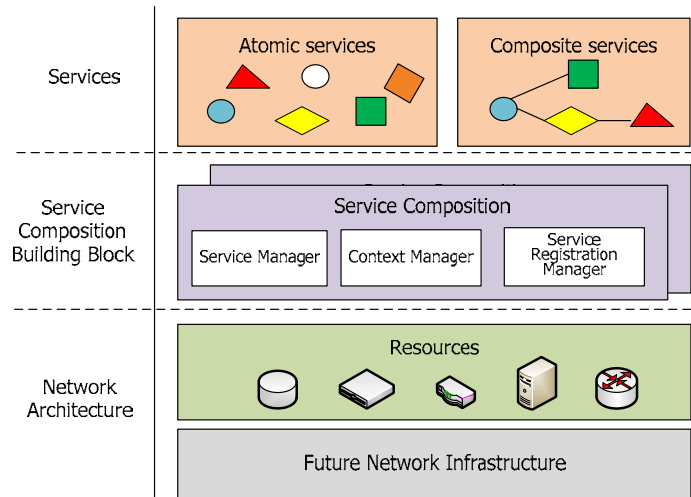 Services
Atomic services
Composite services
Service
Composition
Building Block
Service Composition
Service Manager
Context Manager
Service
Registration
Manager
Network
Architecture
Resources
Future Network Infrastructure